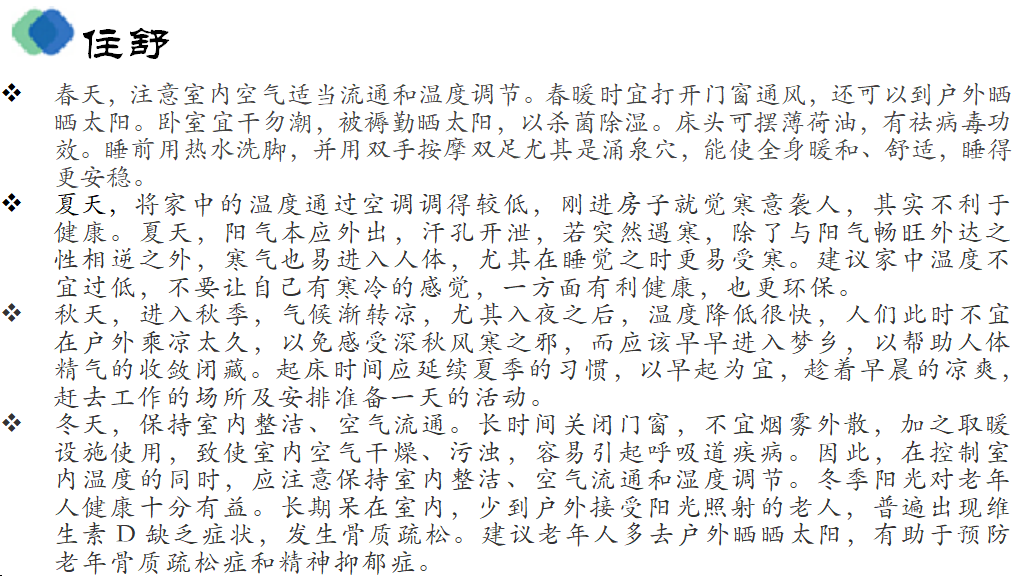 住舒
❖ 春天，注意室内空气适当流通和温度调节。春暖时宜打开门窗通风，还可以到户外晒
晒太阳。卧室宜干勿潮，被褥勤晒太阳，以杀菌除湿。床头可摆薄荷油，有祛病毒功
效。睡前用热水洗脚，并用双手按摩双足尤其是涌泉穴，能使全身暖和、舒适，睡得
更安稳。
❖ 夏天，将家中的温度通过空调调得较低，刚进房子就觉寒意袭人，其实不利于
健康。夏天，阳气本应外出，汗孔开泄，若突然遇寒，除了与阳气畅旺外达之
性相逆之外，寒气也易进入人体，尤其在睡觉之时更易受寒。建议家中温度不
宜过低，不要让自己有寒冷的感觉，一方面有利健康，也更环保。
❖ 秋天，进入秋季，气候渐转凉，尤其入夜之后，温度降低很快，人们此时不宜
在户外乘凉太久，以免感受深秋风寒之邪，而应该早早进入梦乡，以帮助人体
精气的收敛闭藏。起床时间应延续夏季的习惯，以早起为宜，趁着早晨的凉爽，
赶去工作的场所及安排准备一天的活动。
❖ 冬天，保持室内整洁、空气流通。长时间关闭门窗，不宜烟雾外散，加之取暖
设施使用，致使室内空气干燥、污浊，容易引起呼吸道疾病。因此，在控制室
内温度的同时，应注意保持室内整洁、空气流通和湿度调节。冬季阳光对老年
人健康十分有益。长期呆在室内，少到户外接受阳光照射的老人，普遍出现维
生素 D 缺乏症状，发生骨质疏松。建议老年人多去户外晒晒太阳，有助于预防
老年骨质疏松症和精神抑郁症。